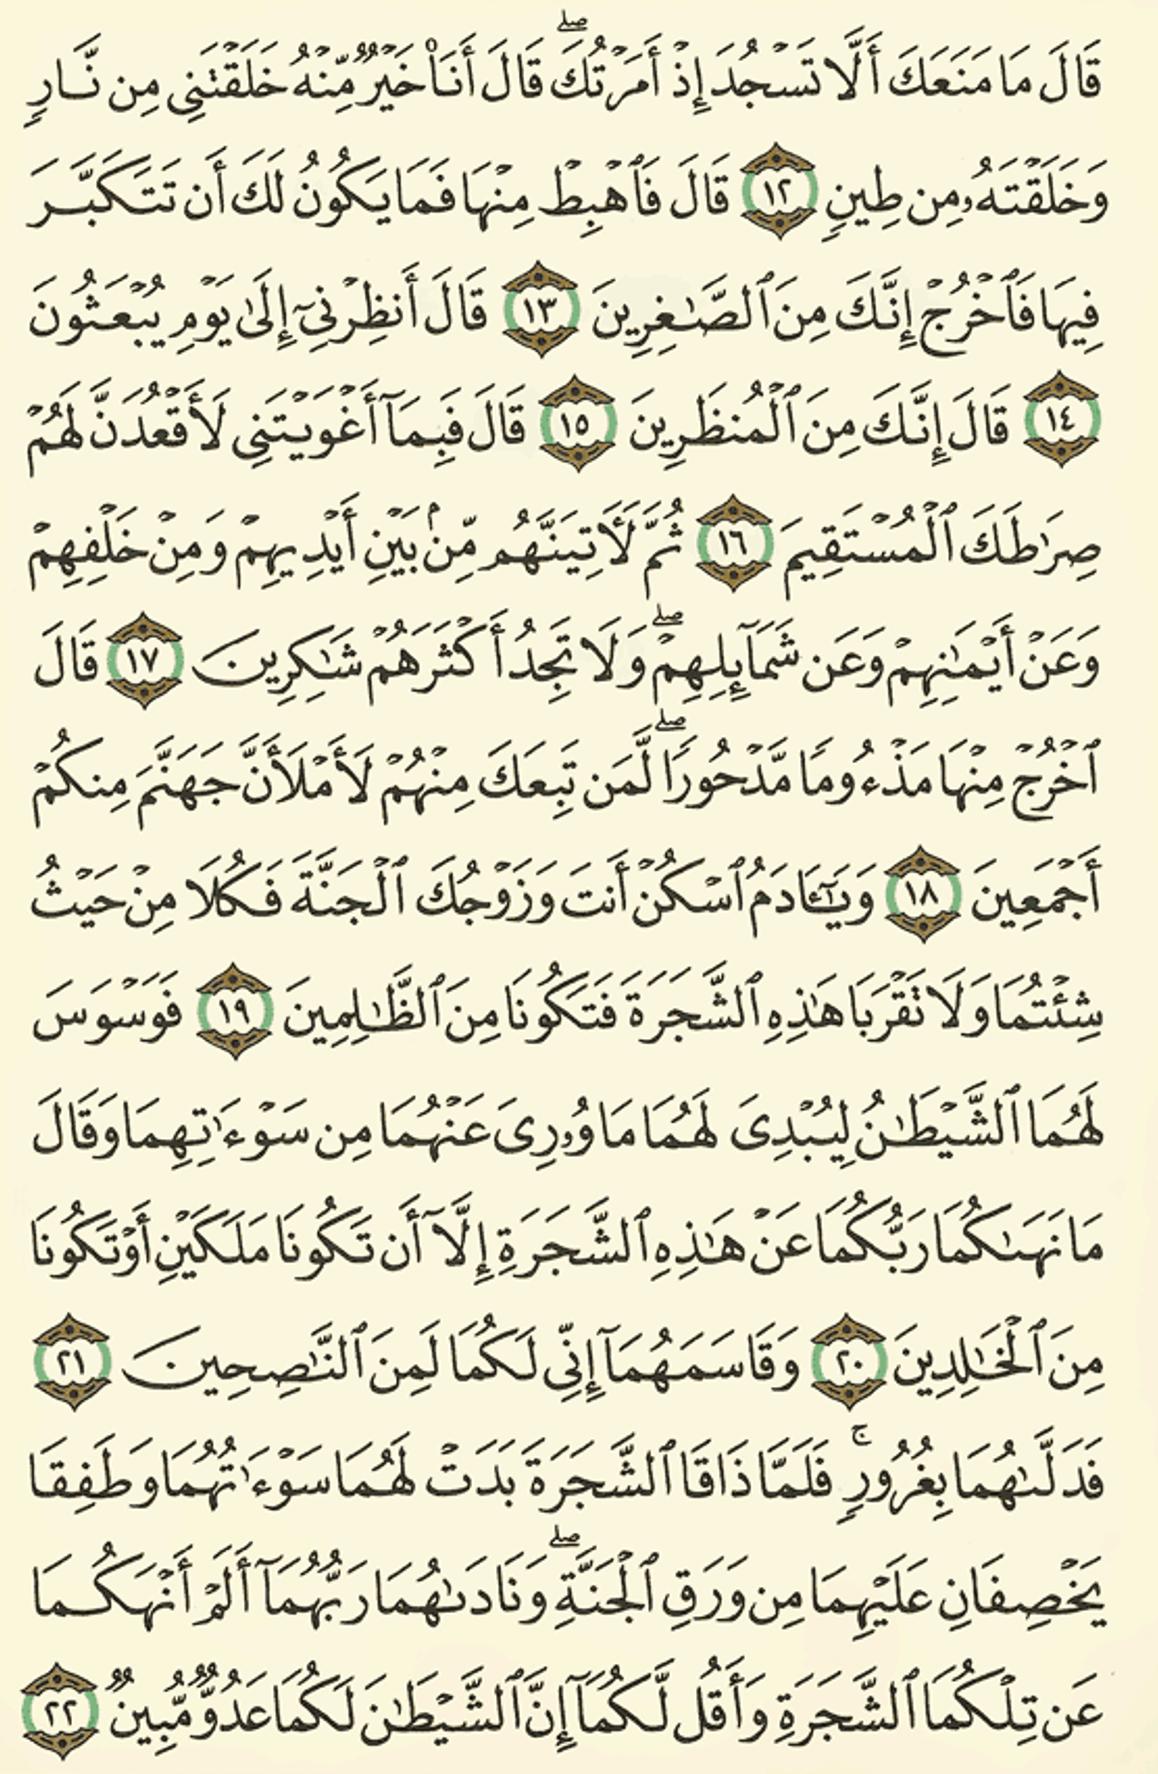 قَالَ مَا مَنَعَكَ أَلَّا تَسْجُدَ إِذْ أَمَرْتُكَ ۖ قَالَ أَنَا۠ خَيْرٌ مِّنْهُ خَلَقْتَنِى مِن نَّارٍ
وَخَلَقْتَهُۥ مِن طِينٍ ١٢ قَالَ فَٱهْبِطْ مِنْهَا فَمَا يَكُونُ لَكَ أَن تَتَكَبَّرَ
فِيهَا فَٱخْرُجْ إِنَّكَ مِنَ ٱلصَّـٰغِرِينَ ١٣ قَالَ أَنظِرْنِىٓ إِلَىٰ يَوْمِ يُبْعَثُونَ
١٤ قَالَ إِنَّكَ مِنَ ٱلْمُنظَرِينَ ١٥ قَالَ فَبِمَآ أَغْوَيْتَنِى لَأَقْعُدَنَّ لَهُمْ
صِرَٰطَكَ ٱلْمُسْتَقِيمَ ١٦ ثُمَّ لَـَٔاتِيَنَّهُم مِّنۢ بَيْنِ أَيْدِيهِمْ وَمِنْ خَلْفِهِمْ
وَعَنْ أَيْمَـٰنِهِمْ وَعَن شَمَآئِلِهِمْ ۖ وَلَا تَجِدُ أَكْثَرَهُمْ شَـٰكِرِينَ ١٧ قَالَ
ٱخْرُجْ مِنْهَا مَذْءُومًا مَّدْحُورًا ۖ لَّمَن تَبِعَكَ مِنْهُمْ لَأَمْلَأَنَّ جَهَنَّمَ مِنكُمْ
أَجْمَعِينَ ١٨ وَيَـٰٓـَٔادَمُ ٱسْكُنْ أَنتَ وَزَوْجُكَ ٱلْجَنَّةَ فَكُلَا مِنْ حَيْثُ
شِئْتُمَا وَلَا تَقْرَبَا هَـٰذِهِ ٱلشَّجَرَةَ فَتَكُونَا مِنَ ٱلظَّـٰلِمِينَ ١٩ فَوَسْوَسَ
لَهُمَا ٱلشَّيْطَـٰنُ لِيُبْدِىَ لَهُمَا مَا وُۥرِىَ عَنْهُمَا مِن سَوْءَٰتِهِمَا وَقَالَ
مَا نَهَىٰكُمَا رَبُّكُمَا عَنْ هَـٰذِهِ ٱلشَّجَرَةِ إِلَّآ أَن تَكُونَا مَلَكَيْنِ أَوْ تَكُونَا
مِنَ ٱلْخَـٰلِدِينَ ٢٠ وَقَاسَمَهُمَآ إِنِّى لَكُمَا لَمِنَ ٱلنَّـٰصِحِينَ ٢١
فَدَلَّىٰهُمَا بِغُرُورٍ ۚ فَلَمَّا ذَاقَا ٱلشَّجَرَةَ بَدَتْ لَهُمَا سَوْءَٰتُهُمَا وَطَفِقَا
يَخْصِفَانِ عَلَيْهِمَا مِن وَرَقِ ٱلْجَنَّةِ ۖ وَنَادَىٰهُمَا رَبُّهُمَآ أَلَمْ أَنْهَكُمَا
عَن تِلْكُمَا ٱلشَّجَرَةِ وَأَقُل لَّكُمَآ إِنَّ ٱلشَّيْطَـٰنَ لَكُمَا عَدُوٌّ مُّبِينٌ ٢٢